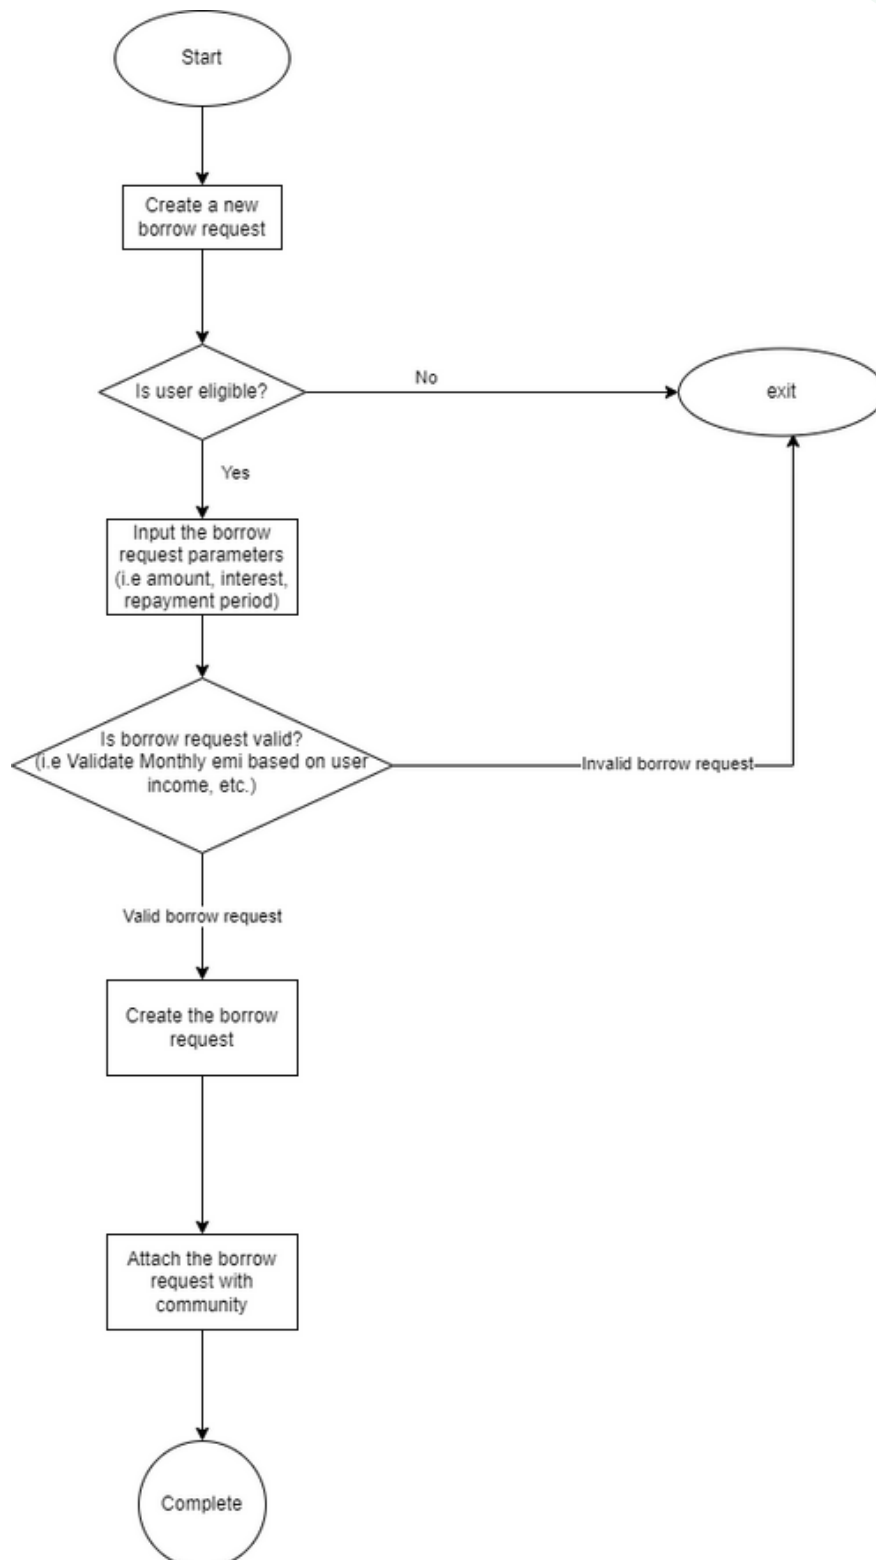 Start
Create a new
borrow request
Is user eligible?
No
exit
Yes
Input the borrow
request parameters
(i.e amount, interest,
repayment period)
Is borrow request valid?
(i.e Validate Monthly emi based on user
income, etc.)
Invalid borrow request
Valid borrow request
Create the borrow
request
Attach the borrow
request with
community
Complete